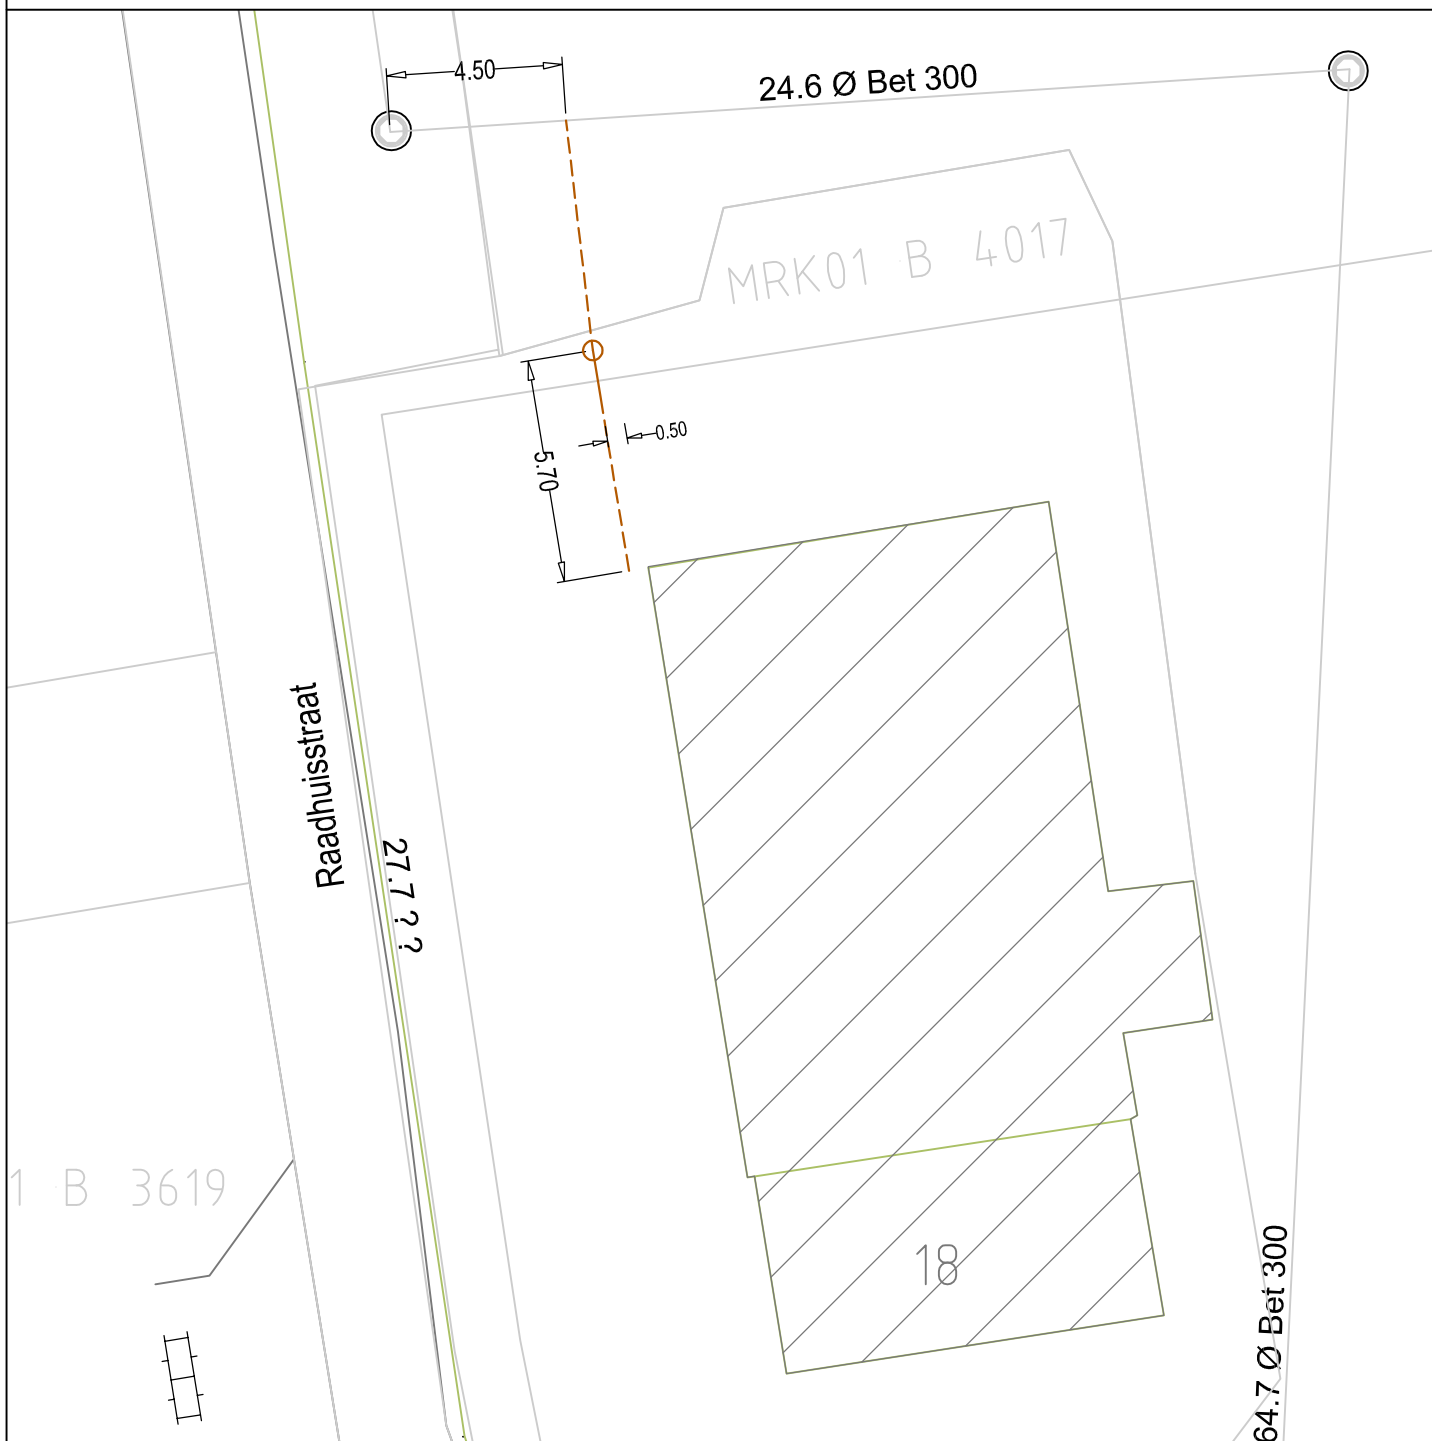 4.50
24.6 Ø Bet 300
MRK01 B 4017
0.50
5.70
Raadhuisstraat
27.7 ? ?
1 B 3619
18
64.7 Ø Bet 300